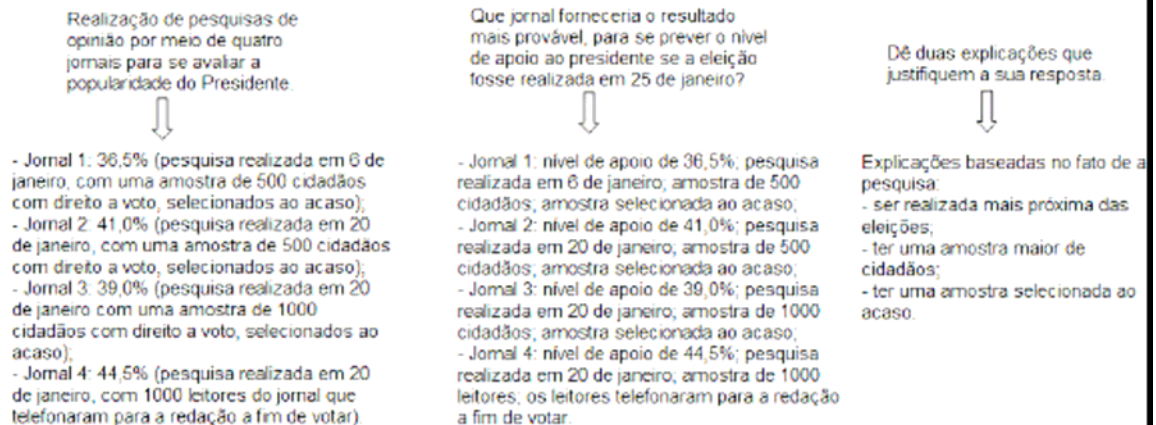 Realização de pesquisas de
opinião por meio de quatro
jornais para se avaliar a
popularidade do Presidente.
- Jornal 1: 36,5% (pesquisa realizada em 6 de
janeiro, com uma amostra de 500 cidadãos
com direito a voto, selecionados ao acaso);
- Jornal 2: 41,0% (pesquisa realizada em 20
de janeiro, com uma amostra de 500 cidadãos
com direito a voto, selecionados ao acaso);
- Jornal 3: 39,0% (pesquisa realizada em 20
de janeiro com uma amostra de 1000
cidadãos com direito a voto, selecionados ao
acaso);
- Jornal 4: 44,5% (pesquisa realizada em 20
de janeiro, com 1000 leitores do jornal que
telefonaram para a redação a fim de votar).
Que jornal forneceria o resultado
mais provável, para se prever o nível
de apoio ao presidente se a eleição
fosse realizada em 25 de janeiro?
- Jornal 1: nível de apoio de 36,5%; pesquisa
realizada em 6 de janeiro; amostra de 500
cidadãos; amostra selecionada ao acaso;
- Jornal 2: nível de apoio de 41,0%; pesquisa
realizada em 20 de janeiro; amostra de 500
cidadãos; amostra selecionada ao acaso;
- Jornal 3: nível de apoio de 39,0%; pesquisa
realizada em 20 de janeiro; amostra de 1000
cidadãos; amostra selecionada ao acaso;
- Jornal 4: nível de apoio de 44,5%; pesquisa
realizada em 20 de janeiro; amostra de 1000
leitores; os leitores telefonaram para a redação
a fim de votar.
Dê duas explicações que
justifiquem a sua resposta.
Explicações baseadas no fato de a
pesquisa:
- ser realizada mais próxima das
eleições;
- ter uma amostra maior de
cidadãos;
- ter uma amostra selecionada ao
acaso.